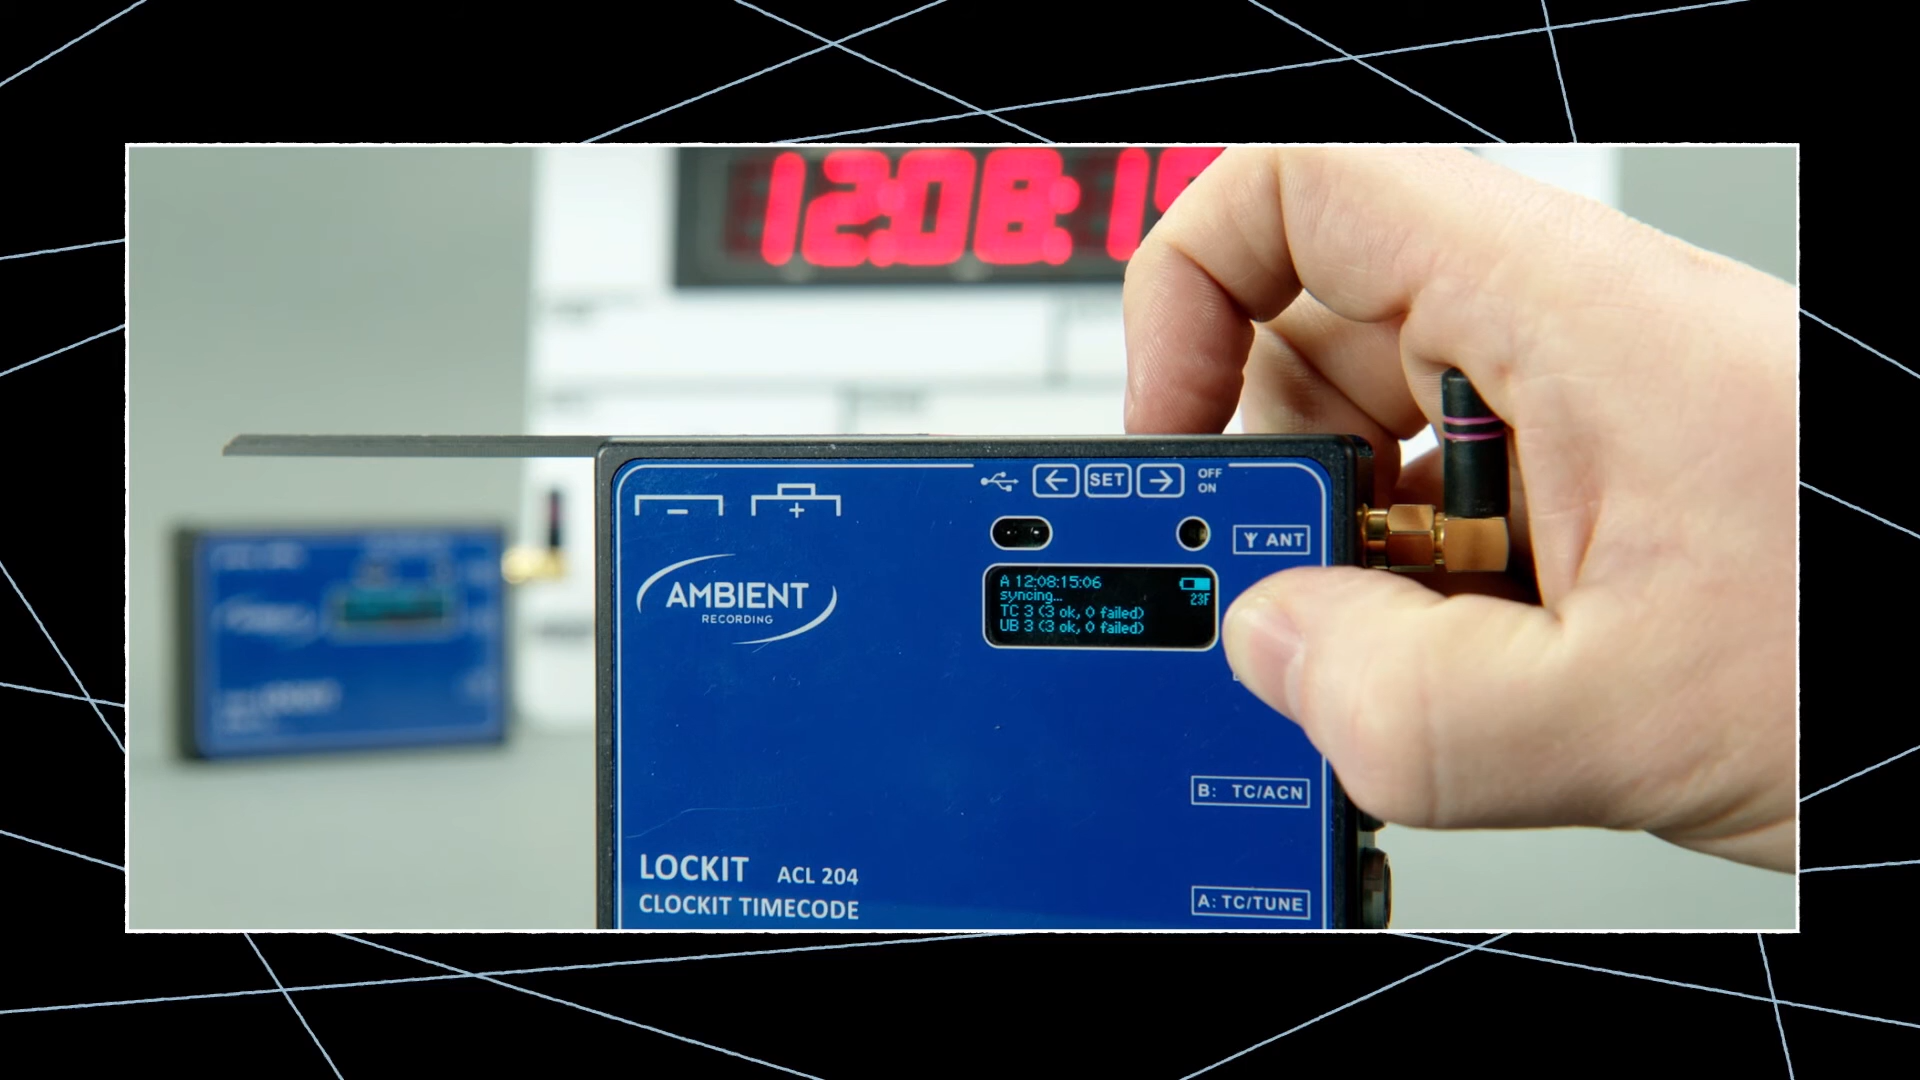 12:08:1
← SET →
OFF
ON
- +
ANT
AMBIENT
RECORDING
A 12:08:15:06
syncing...
23F
TC 3 (3 ok, 0 failed)
UB 3 (3 ok, 0 failed)
B: TC/ACN
LOCKIT ACL 204
CLOCKIT TIMECODE
A: TC/TUNE